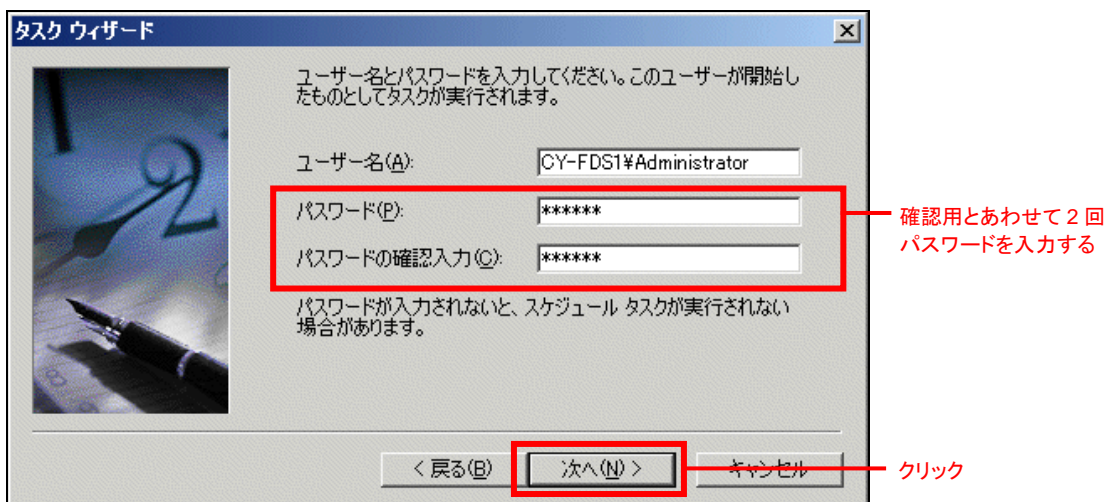 タスク ウィザード
ユーザー名とパスワードを入力してください。このユーザーが開始し
たものとしてタスクが実行されます。
ユーザー名(A):
CY-FDS1¥Administrator
パスワード(P):
******
パスワードの確認入力(C):
******
確認用とあわせて２回
パスワードを入力する
パスワードが入力されないと、スケジュール タスクが実行されない
場合があります。
< 戻る(B)
次へ(N) >
キャンセル
クリック